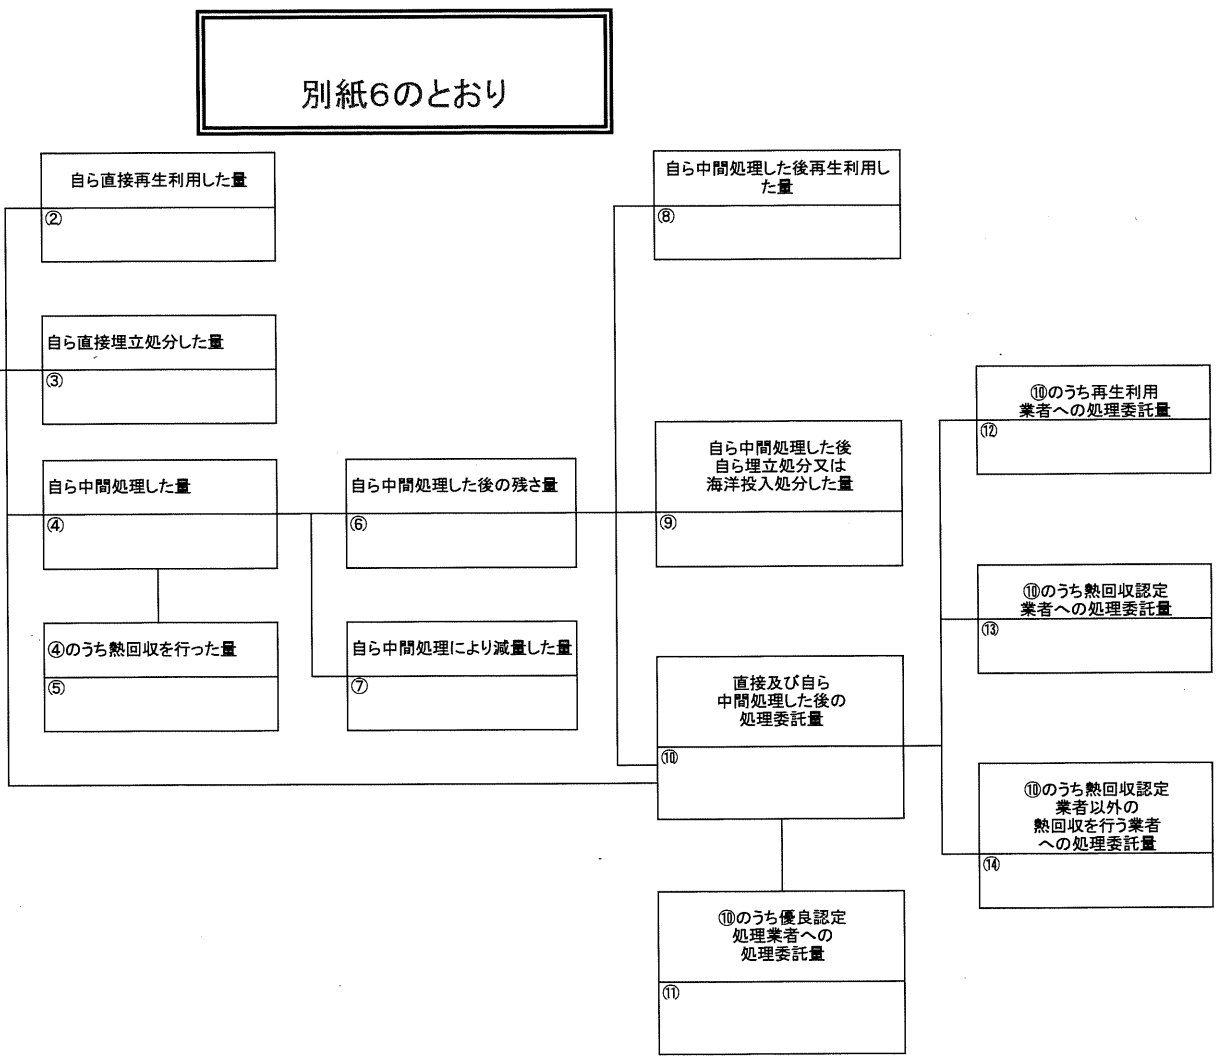 別紙6のとおり
自ら直接再生利用した量
②
自ら直接埋立処分した量
③
自ら中間処理した量
④
④のうち熱回収を行った量
⑤
自ら中間処理した後の残さ量
⑥
自ら中間処理により減量した量
⑦
自ら中間処理した後再生利用し
た量
⑧
自ら中間処理した後
自ら埋立処分又は
海洋投入処分した量
⑨
直接及び自ら
中間処理した後の
処理委託量
⑩
⑩のうち優良認定
処理業者への
処理委託量
⑪
⑩のうち再生利用
業者への処理委託量
⑫
⑩のうち熱回収認定
業者への処理委託量
⑬
⑩のうち熱回収認定
業者以外の
熱回収を行う業者
への処理委託量
⑭